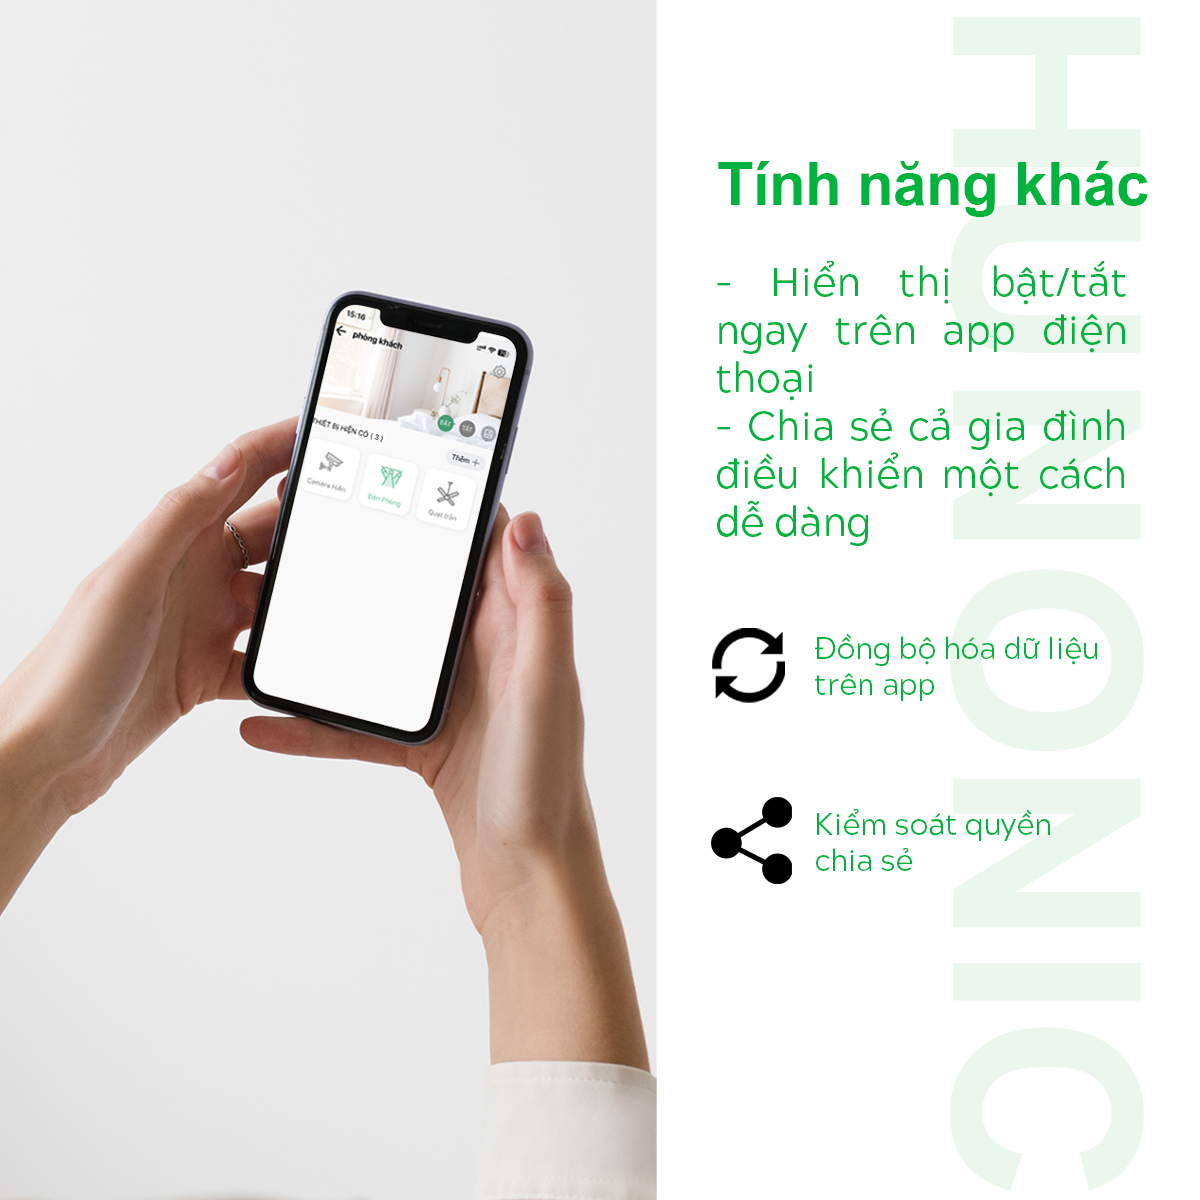 15:16
phòng khách
BẬT
TẮT
THIẾT BỊ HIỆN CÓ ( 3 )
Thêm +
Camera Hiên
Đèn Phòng
Quạt trần
HUNONIC
Tính năng khác
- Hiển thị bật/tắt
ngay trên app điện
thoại
- Chia sẻ cả gia đình
điều khiển một cách
dễ dàng
Đồng bộ hóa dữ liệu
trên app
Kiểm soát quyền
chia sẻ